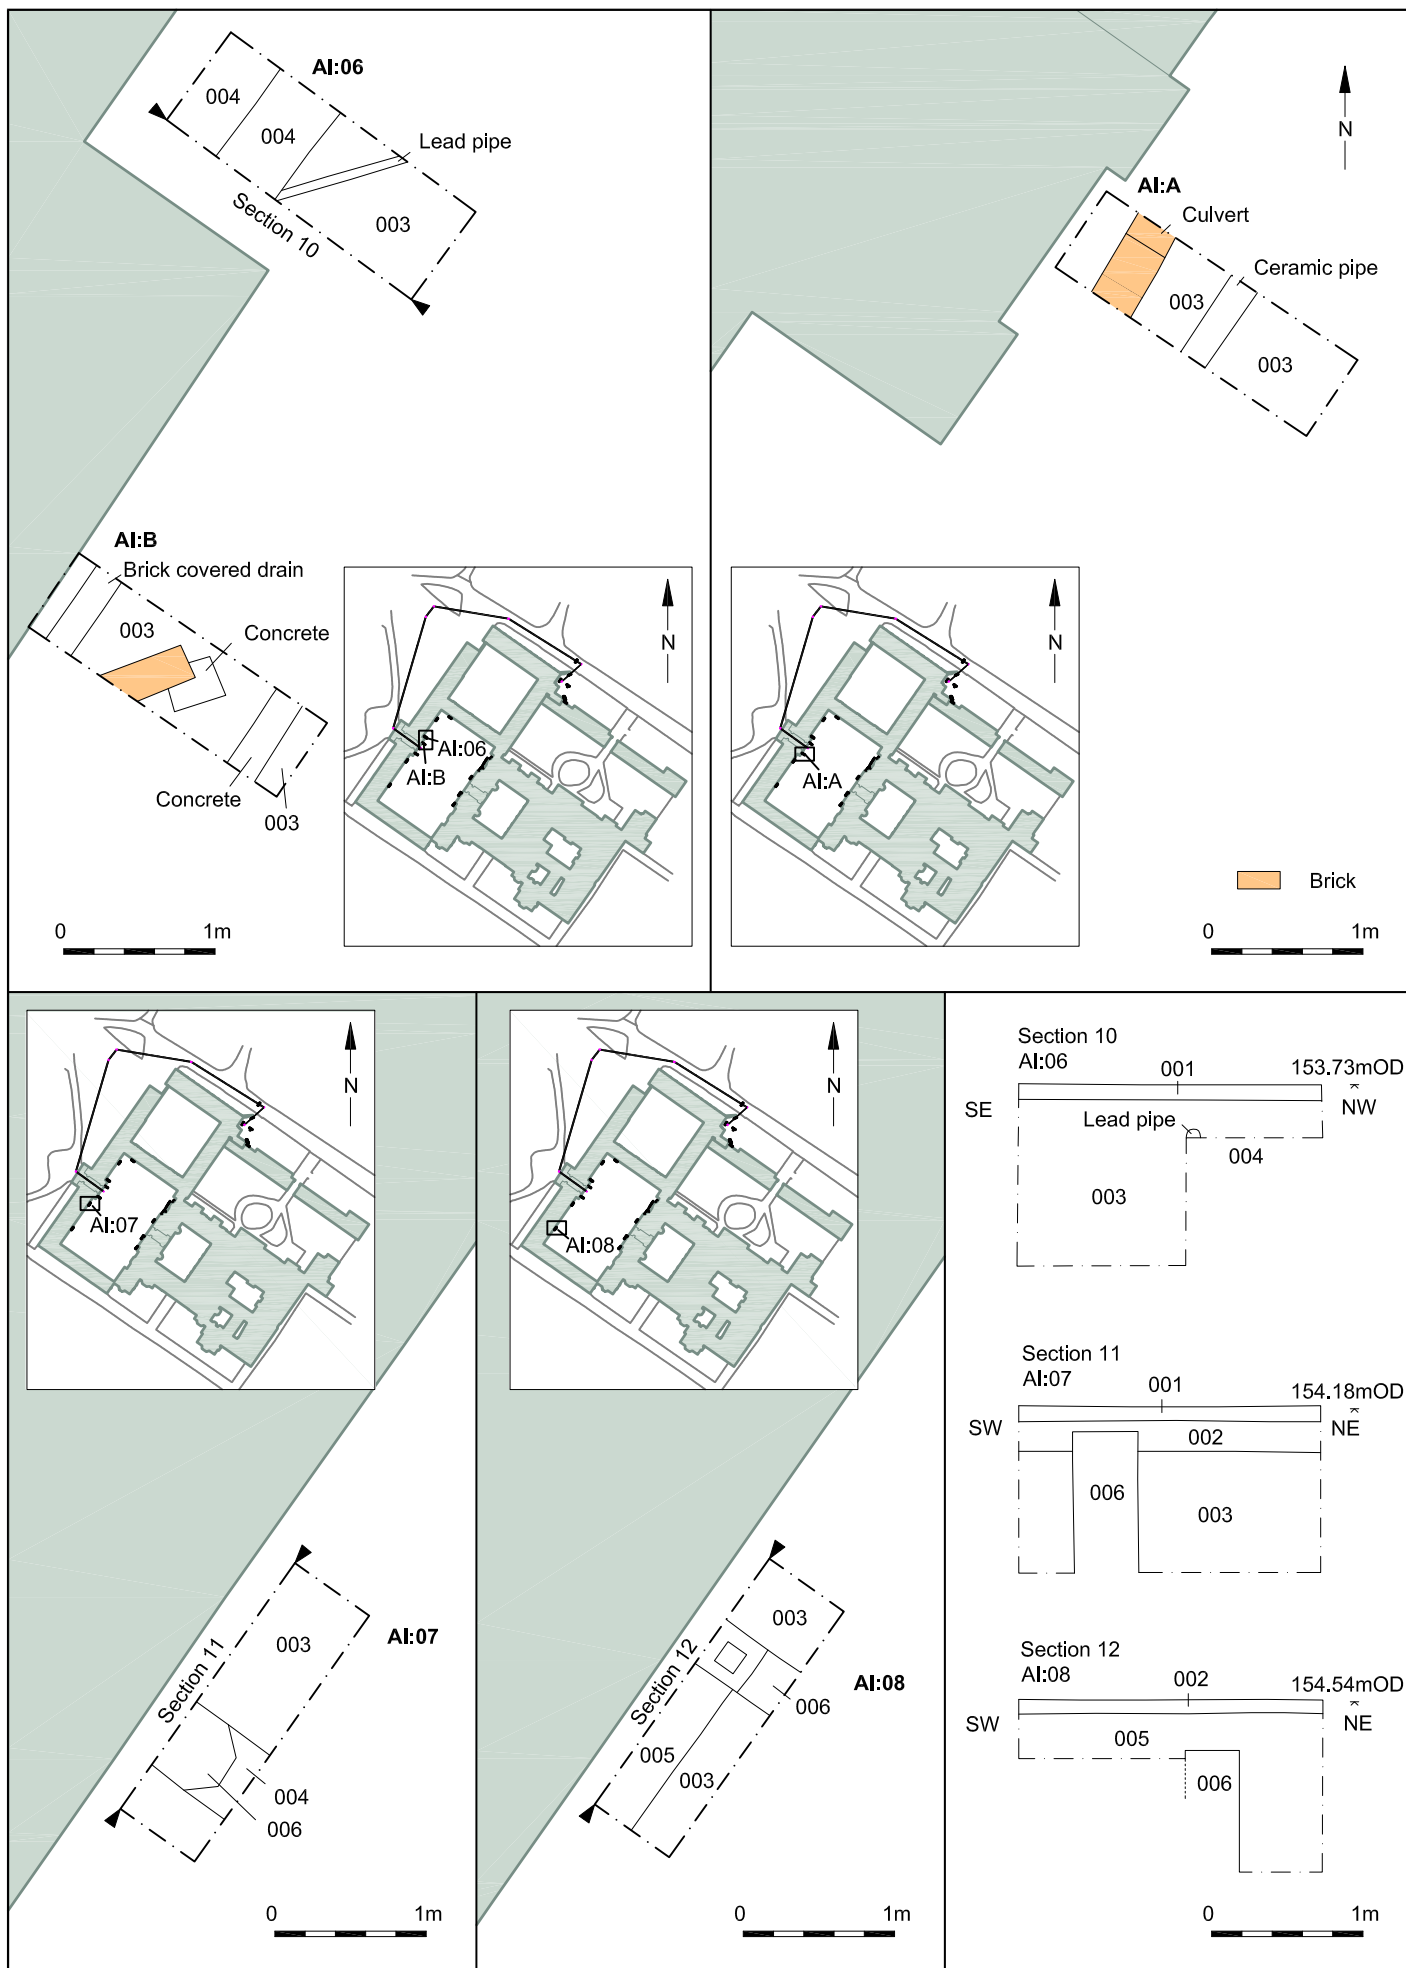 AI:06
004
004
Lead pipe
003
Section 10
AI:B
Brick covered drain
003
Concrete
Concrete
003
0 1m
N
AI:06
AI:B
N
AI:A
Culvert
Ceramic pipe
003
003
N
AI:A
Brick
0 1m
N
AI:07
Section 11
003
AI:07
004
006
0 1m
N
AI:08
Section 12
003
006
AI:08
005
003
0 1m
Section 10
AI:06
001
153.73mOD
SE
NW
Lead pipe
004
003
Section 11
AI:07
001
154.18mOD
SW
NE
002
006
003
Section 12
AI:08
002
154.54mOD
SW
NE
005
006
0 1m